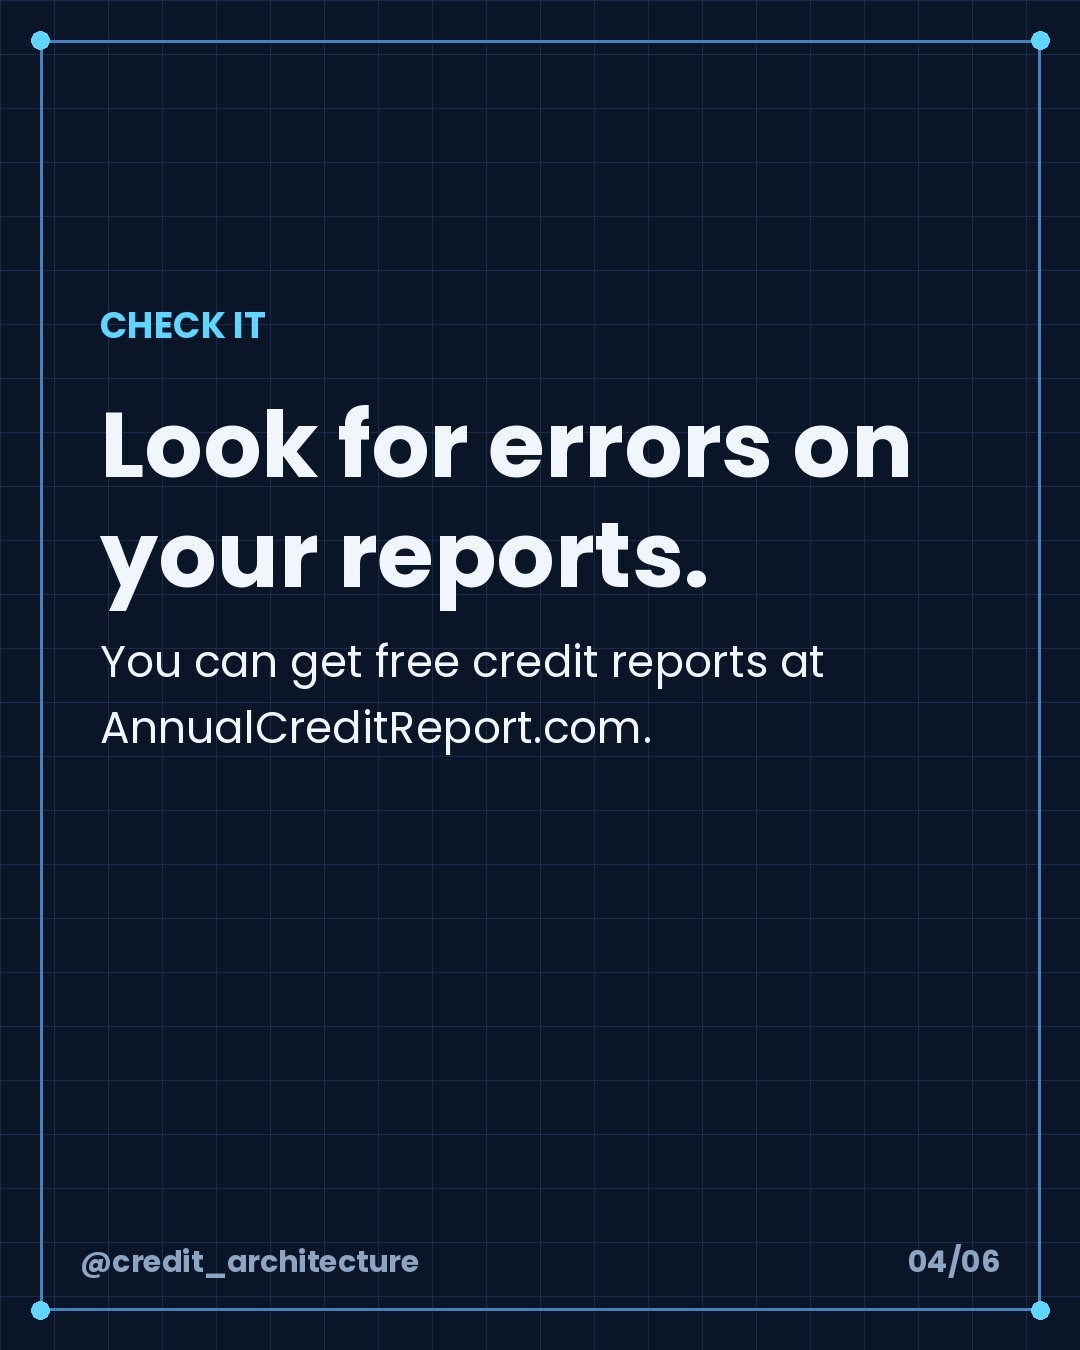 CHECK IT
Look for errors on
your reports.
You can get free credit reports at
AnnualCreditReport.com.
@credit_architecture
04/06